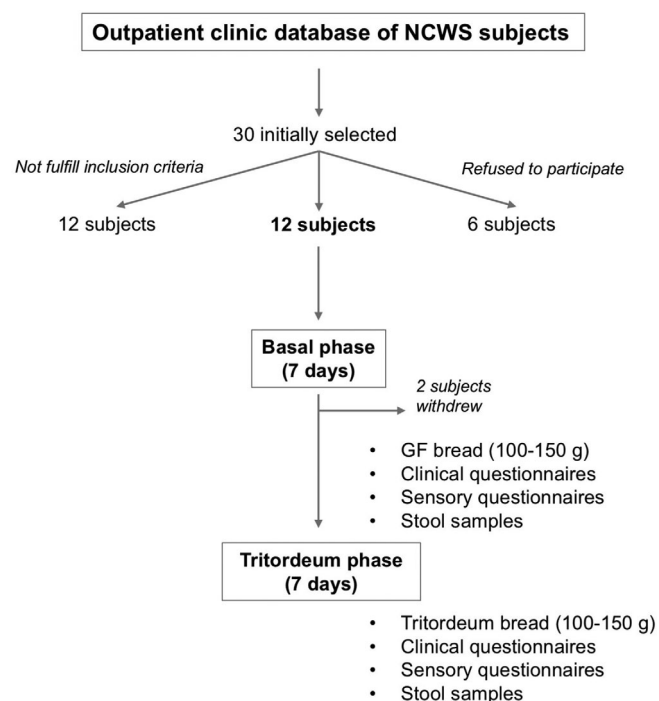 Outpatient clinic database of NCWS subjects
30 initially selected
Not fulfill inclusion criteria
Refused to participate
12 subjects
12 subjects
6 subjects
Basal phase
(7 days)
2 subjects
withdrew
• GF bread (100-150 g)
• Clinical questionnaires
• Sensory questionnaires
• Stool samples
Tritordeum phase
(7 days)
• Tritordeum bread (100-150 g)
• Clinical questionnaires
• Sensory questionnaires
• Stool samples